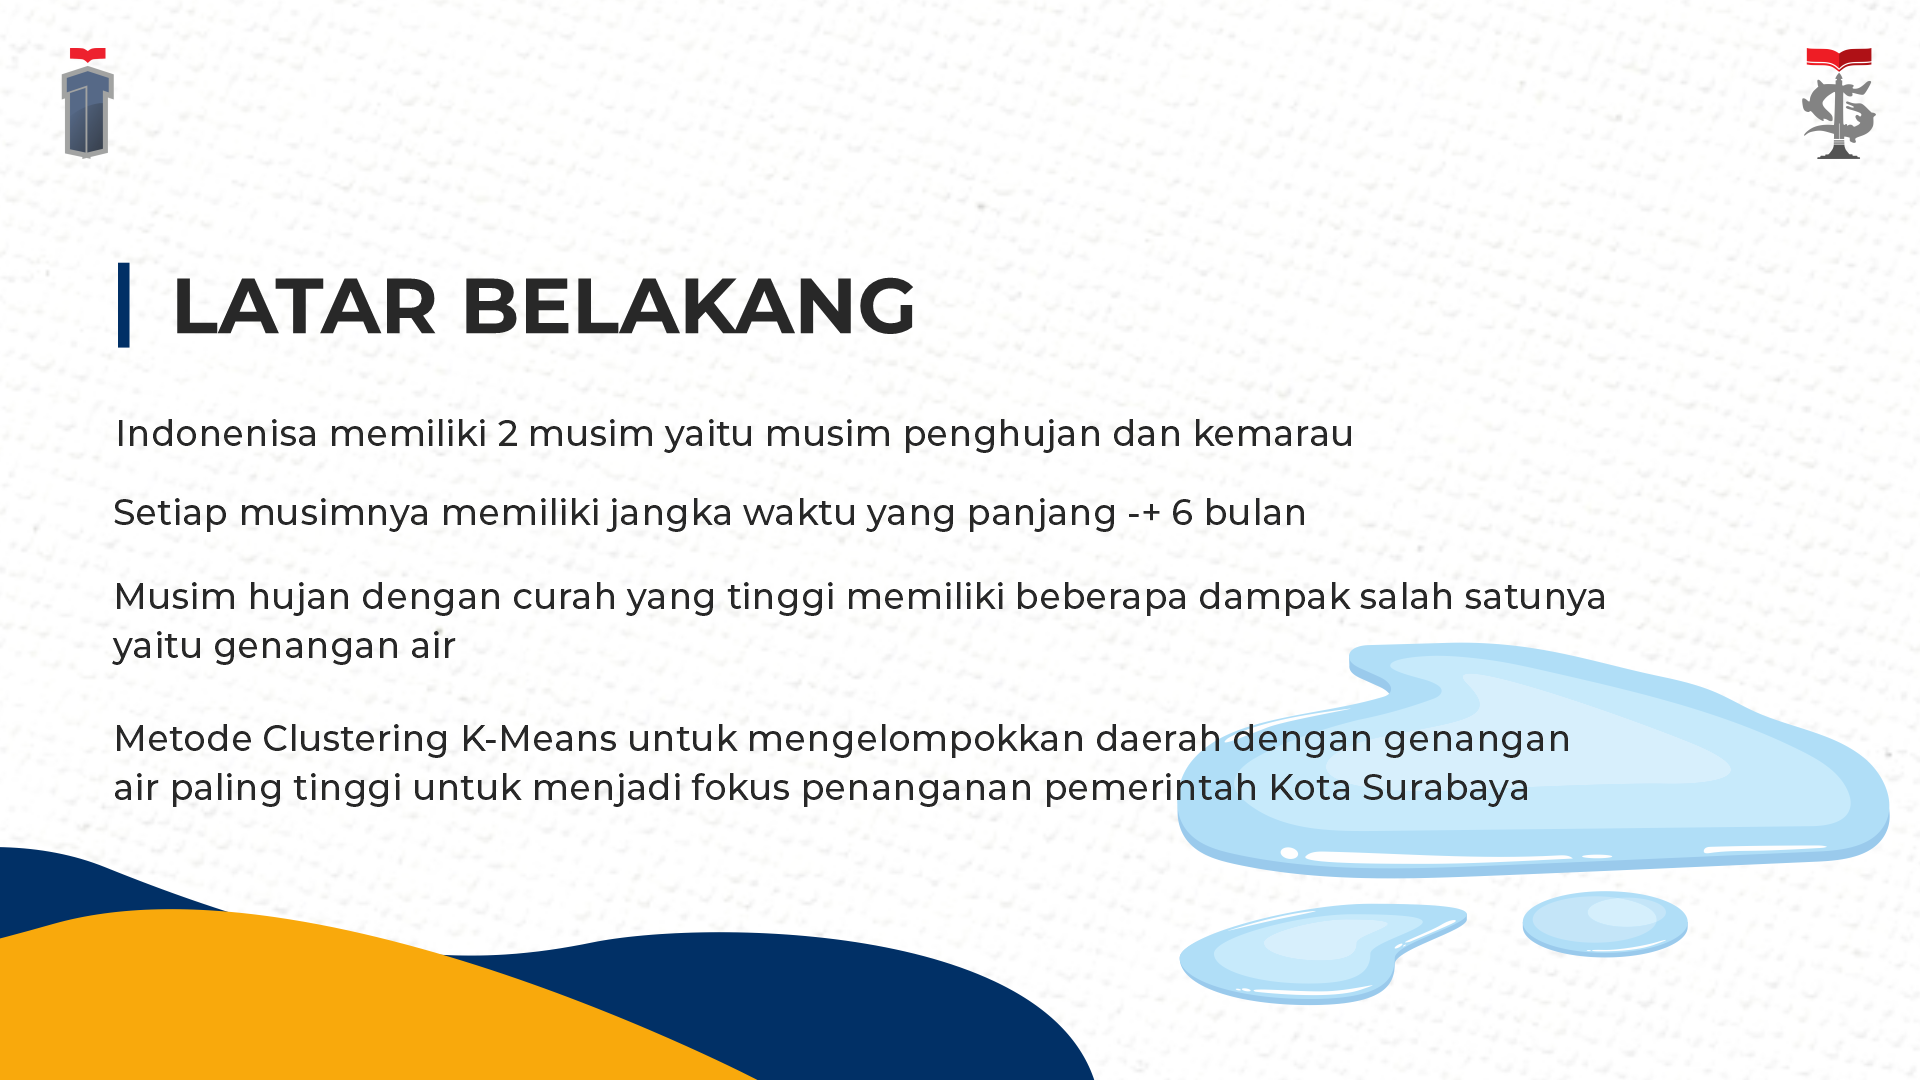 LATAR BELAKANG
Indonenisa memiliki 2 musim yaitu musim penghujan dan kemarau
Setiap musimnya memiliki jangka waktu yang panjang -+ 6 bulan
Musim hujan dengan curah yang tinggi memiliki beberapa dampak salah satunya
yaitu genangan air
Metode Clustering K-Means untuk mengelompokkan daerah dengan genangan
air paling tinggi untuk menjadi fokus penanganan pemerintah Kota Surabaya